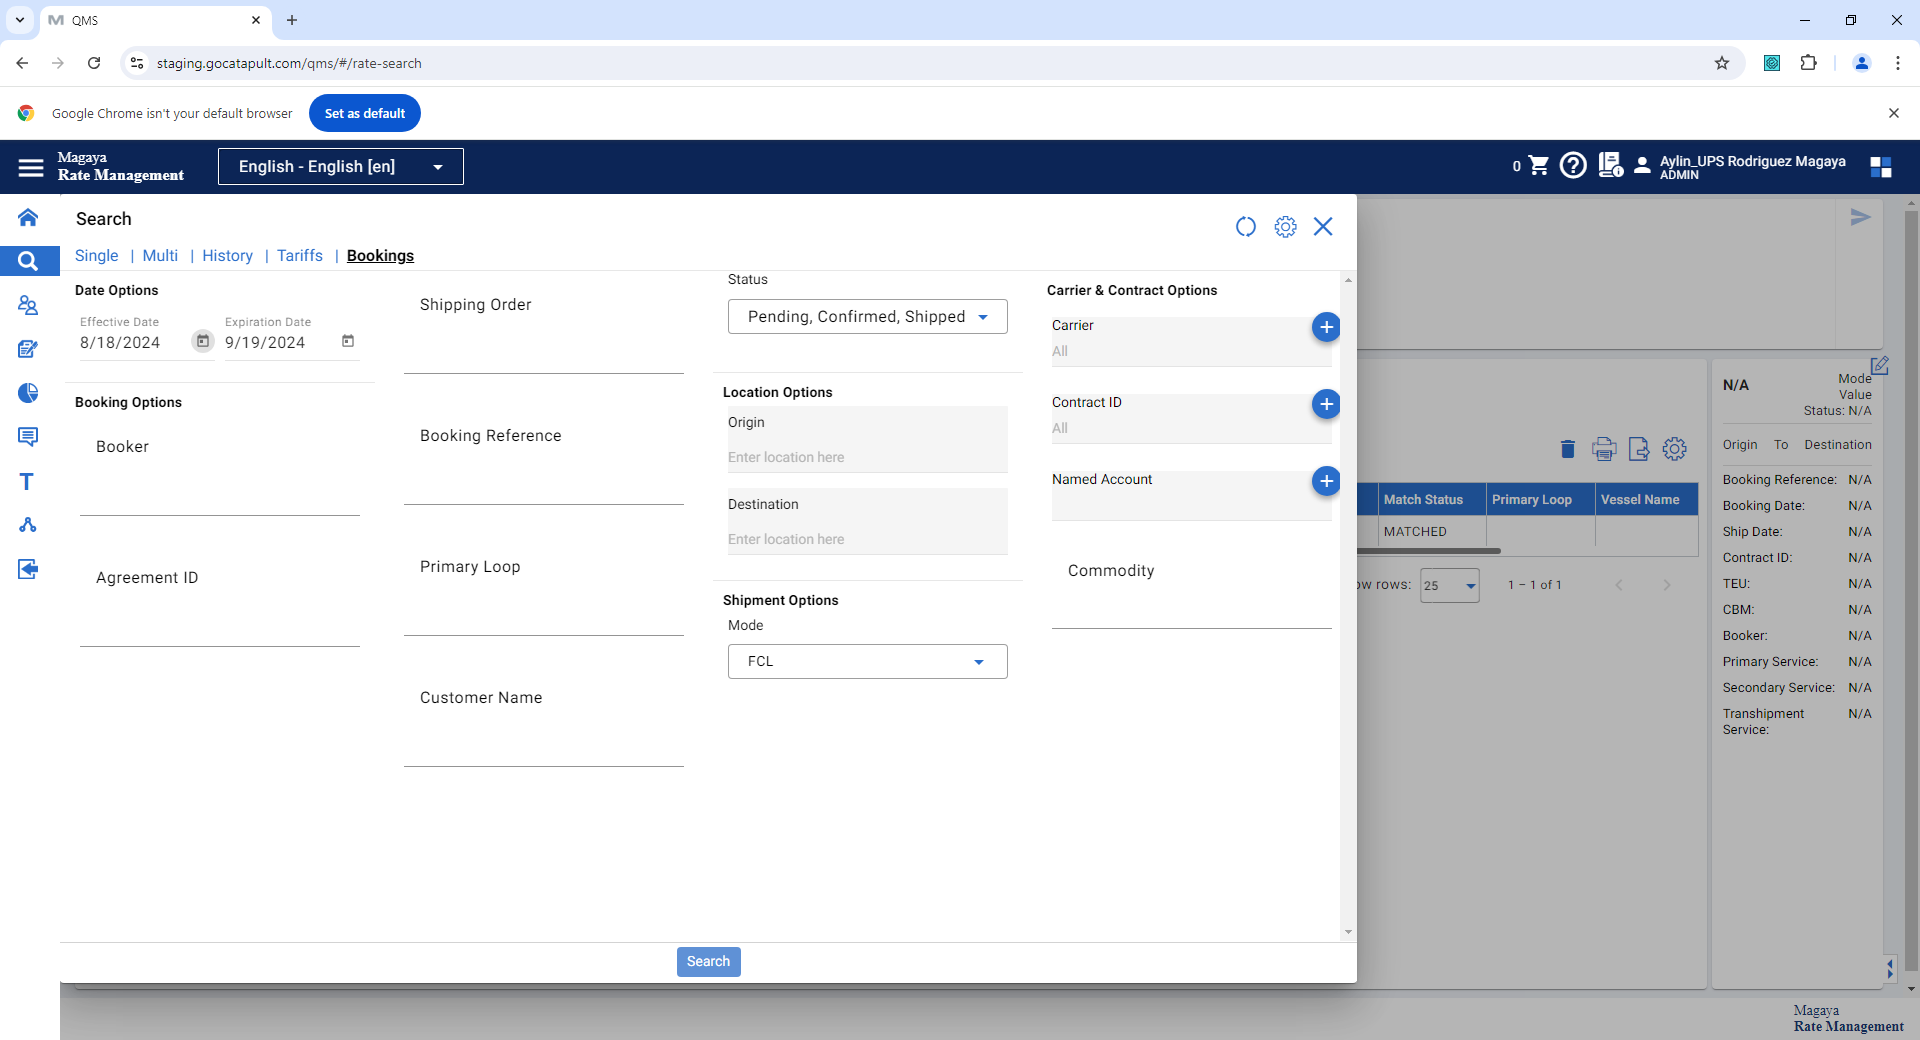 QMS
staging.gocatapult.com/qms/#/rate-search
Google Chrome isn't your default browser
Set as default
Magaya
Rate Management
English - English [en]
0
Aylin_UPS Rodriguez Magaya
ADMIN
Search
Single | Multi | History | Tariffs | Bookings
Date Options
Effective Date
8/18/2024
Expiration Date
9/19/2024
Booking Options
Booker
Agreement ID
Shipping Order
Booking Reference
Primary Loop
Customer Name
Status
Pending, Confirmed, Shipped
Location Options
Origin
Enter location here
Destination
Enter location here
Shipment Options
Mode
FCL
Carrier & Contract Options
Carrier
All
Contract ID
All
Named Account
Commodity
Search
Match Status
Primary Loop
Vessel Name
MATCHED
ow rows:
25
1 – 1 of 1
N/A
Mode
Value
Status: N/A
Origin To Destination
Booking Reference: N/A
Booking Date: N/A
Ship Date: N/A
Contract ID: N/A
TEU: N/A
CBM: N/A
Booker: N/A
Primary Service: N/A
Secondary Service: N/A
Transhipment N/A
Service:
Magaya
Rate Management